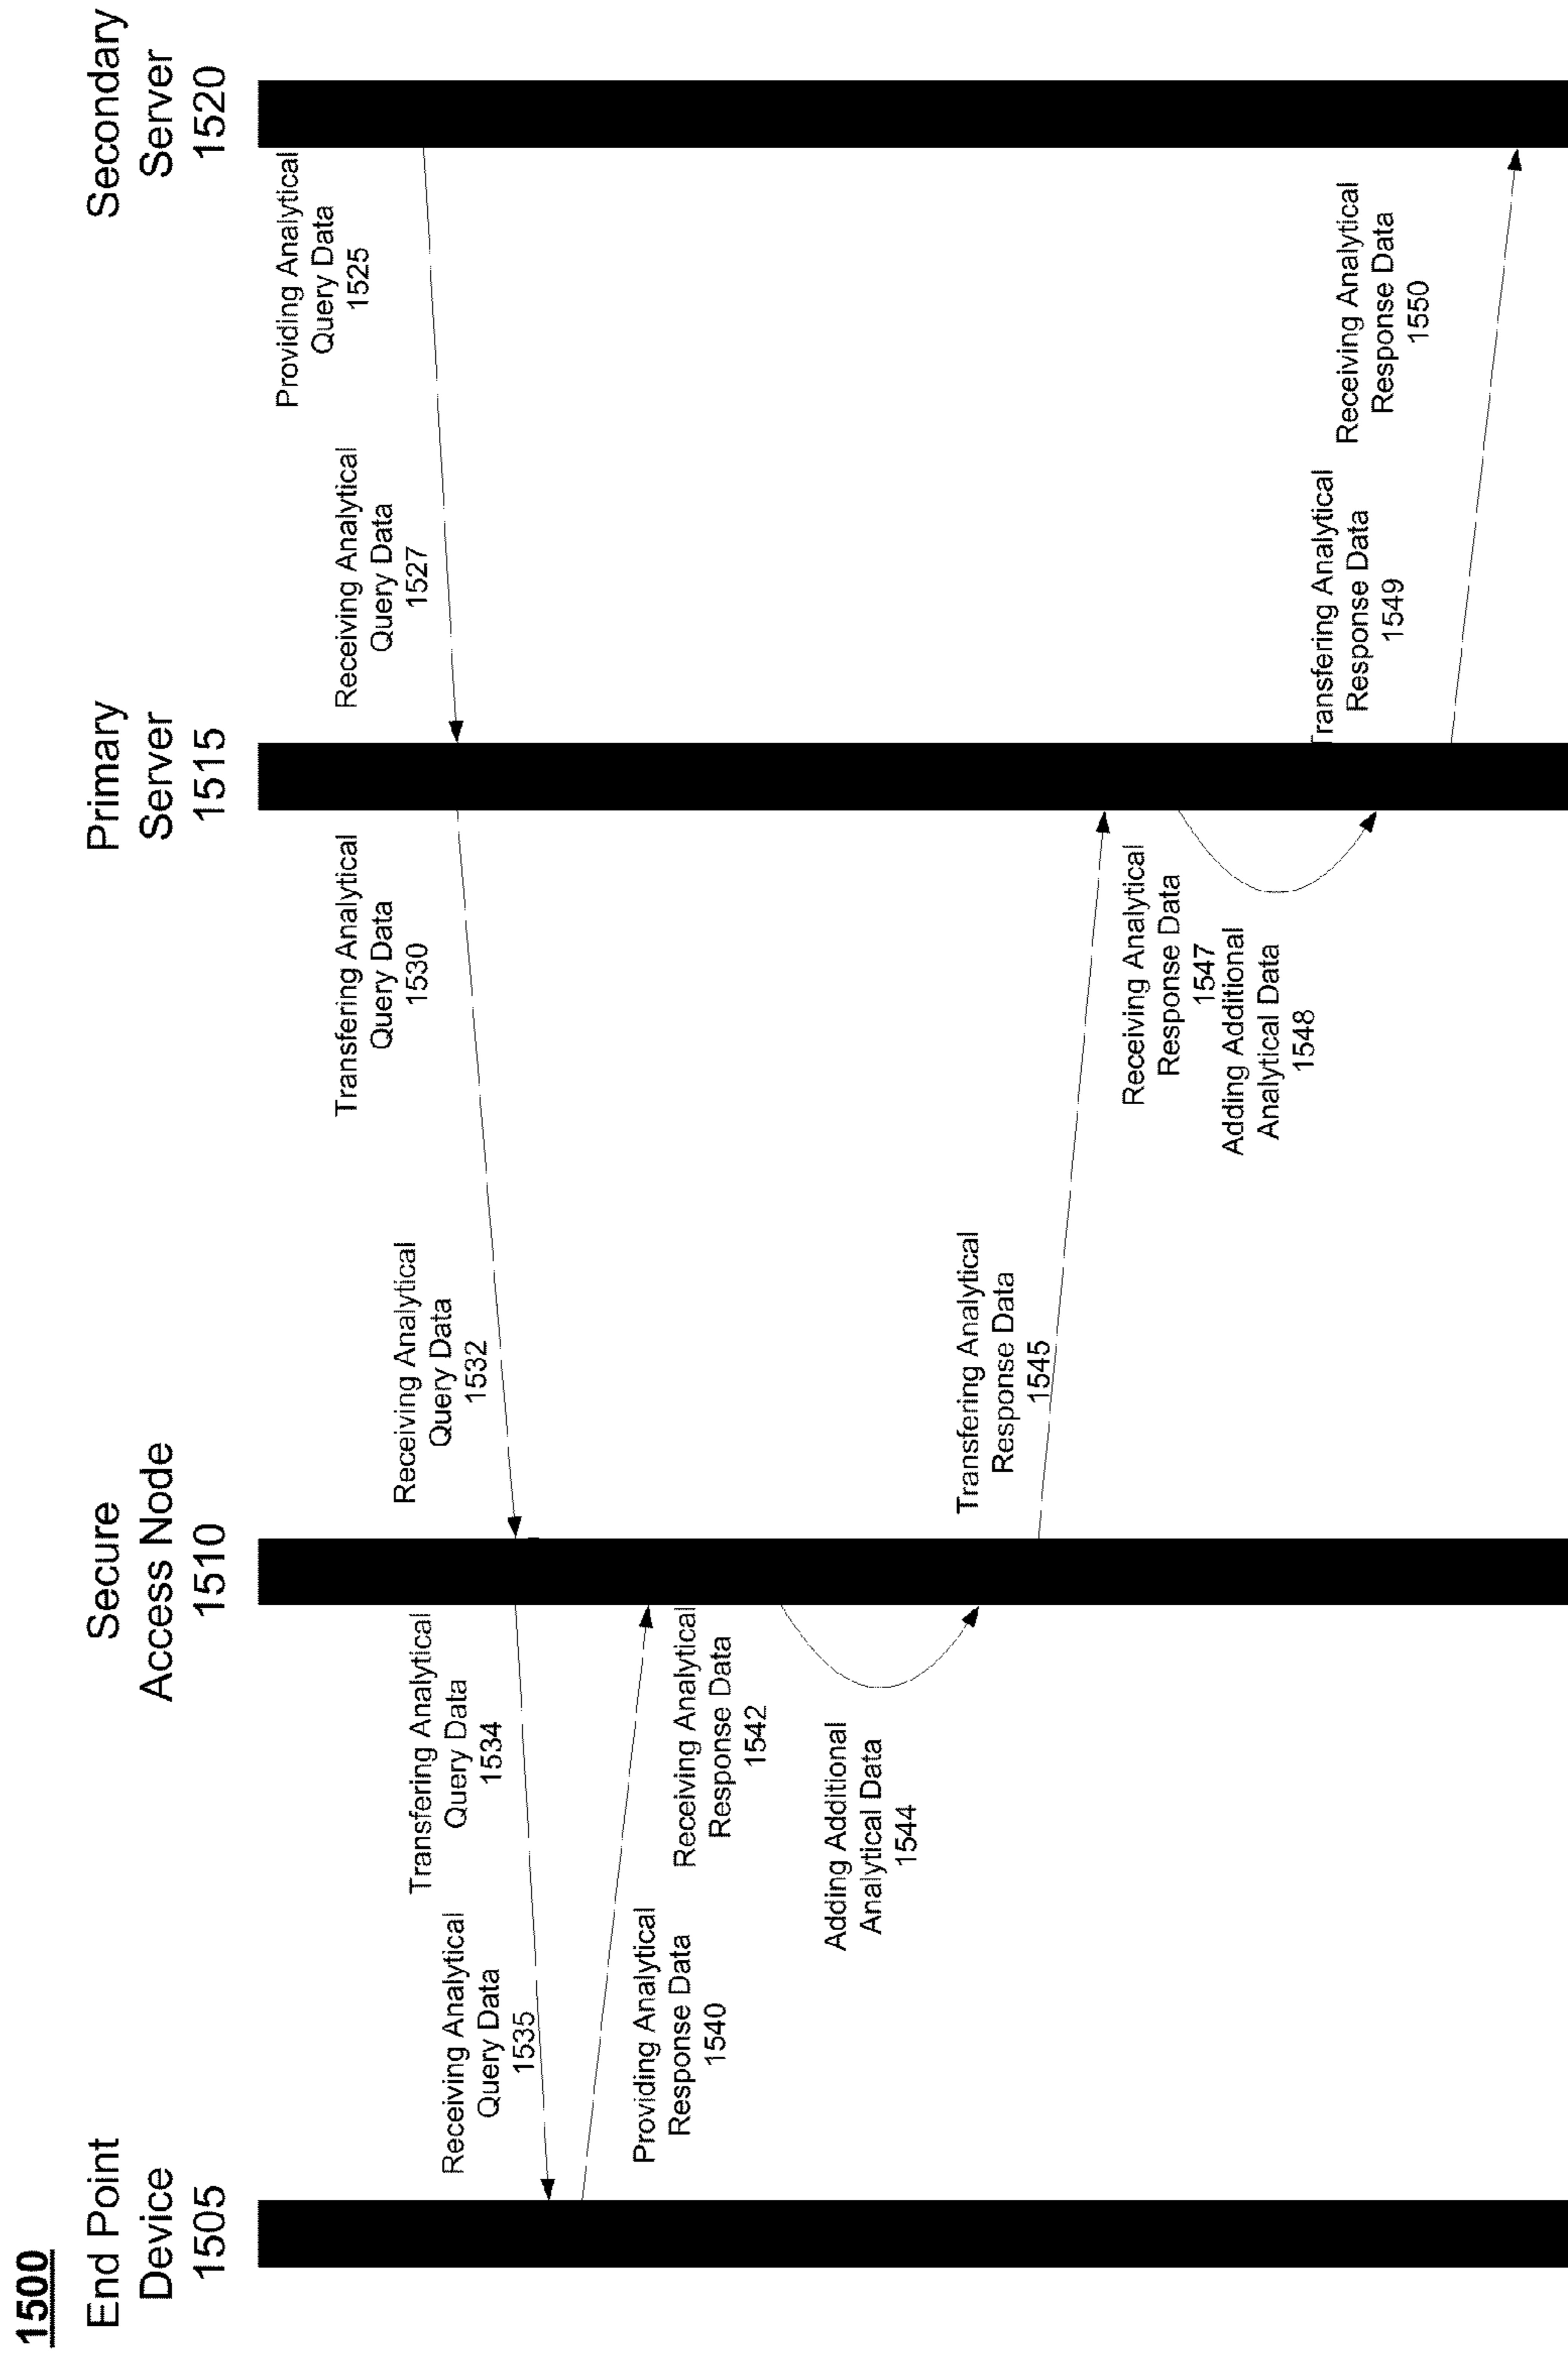 1500
End Point
Device
1505
Secure
Access Node
1510
Primary
Server
1515
Secondary
Server
1520
Providing Analytical
Query Data
1525
Receiving Analytical
Query Data
1527
Transfering Analytical
Query Data
1530
Receiving Analytical
Query Data
1532
Transfering Analytical
Query Data
1534
Receiving Analytical
Query Data
1535
Providing Analytical
Response Data
1540
Receiving Analytical
Response Data
1542
Adding Additional
Analytical Data
1544
Transfering Analytical
Response Data
1545
Receiving Analytical
Response Data
1547
Adding Additional
Analytical Data
1548
Transfering Analytical
Response Data
1549
Receiving Analytical
Response Data
1550